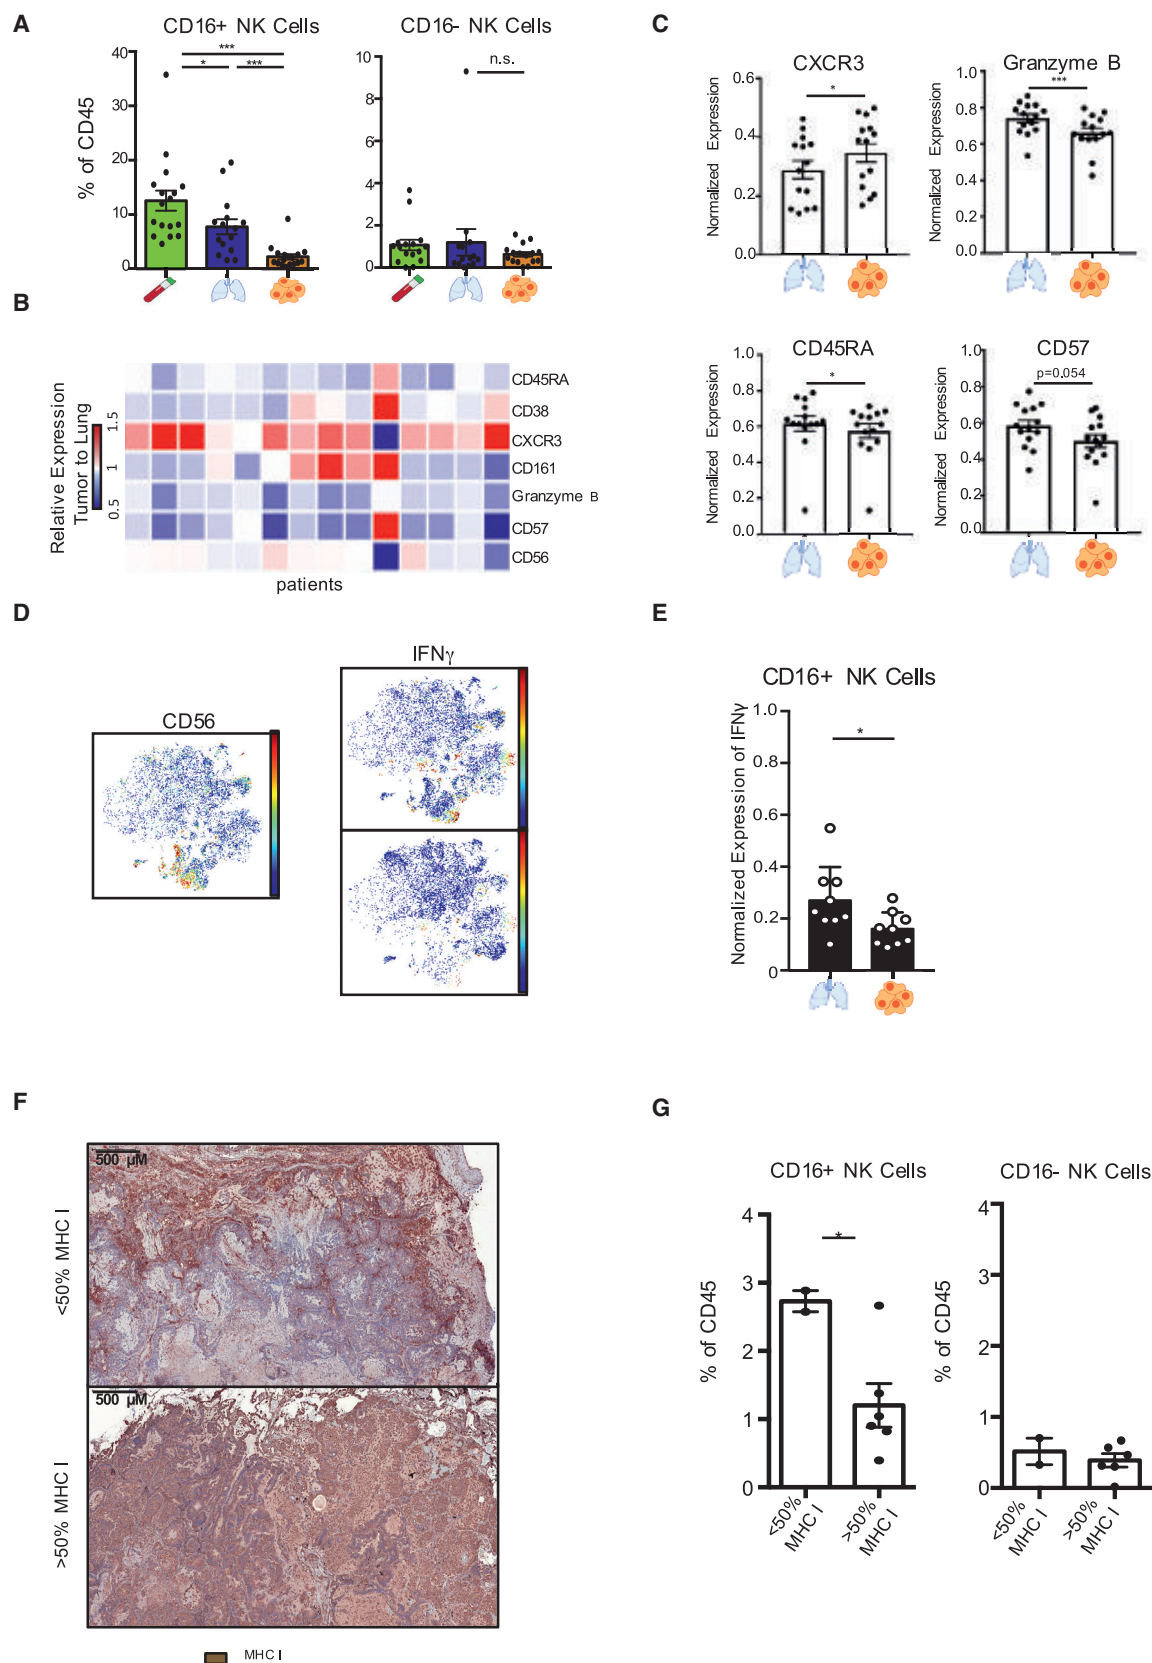 A
CD16+ NK Cells
CD16- NK Cells
% of CD45
40
30
20
10
0
***
*
***
10
8
6
4
2
0
n.s.
B
Relative Expression
Tumor to Lung
1.5
1
0.5
CD45RA
CD38
CXCR3
CD161
Granzyme B
CD57
CD56
patients
C
CXCR3
Normalized Expression
0.6
0.4
0.2
0.0
*
Granzyme B
Normalized Expression
1.0
0.8
0.6
0.4
0.2
0.0
***
CD45RA
Normalized Expression
1.0
0.8
0.6
0.4
0.2
0.0
*
CD57
Normalized Expression
1.0
0.8
0.6
0.4
0.2
0.0
p=0.054
D
CD56
IFNγ
E
CD16+ NK Cells
Normalized Expression of IFNγ
1.0
0.8
0.6
0.4
0.2
0
*
F
<50% MHC I
500 µM
>50% MHC I
500 µM
MHC I
G
CD16+ NK Cells
% of CD45
4
3
2
1
0
*
<50%
MHC I
>50%
MHC I
CD16- NK Cells
% of CD45
4
3
2
1
0
<50%
MHC I
>50%
MHC I